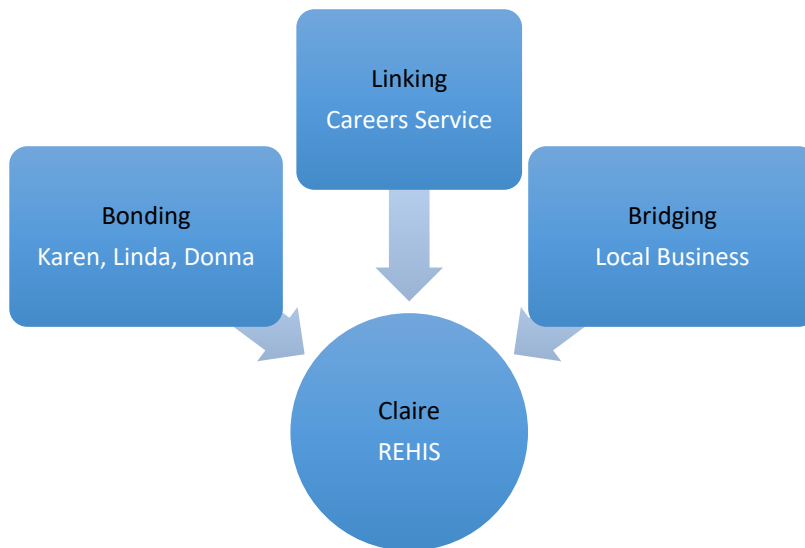 Linking
Careers Service
Bonding
Karen, Linda, Donna
Bridging
Local Business
Claire
REHIS